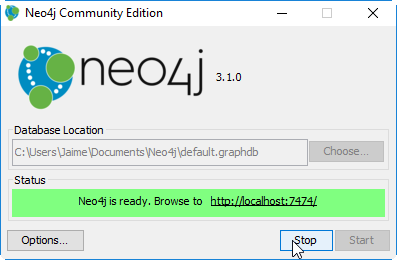 Neo4j Community Edition
neo4j 3.1.0
Database Location
C:\Users\Jaime\Documents\Neo4j\default.graphdb Choose...
Status
Neo4j is ready. Browse to http://localhost:7474/
Options... Stop Start